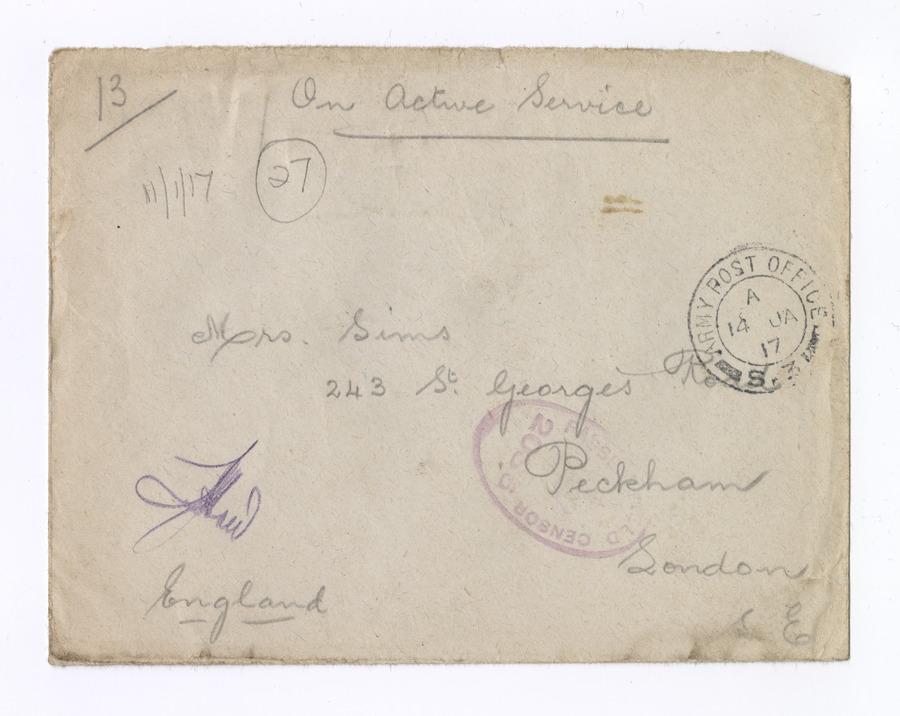 13
On Active Service
11/1/17
27
ARMY POST OFFICE
A
14 JA
17
S. 3
Mrs. Sims
243 St. Georges Rd
Peckham
London
S E
England
CENSOR